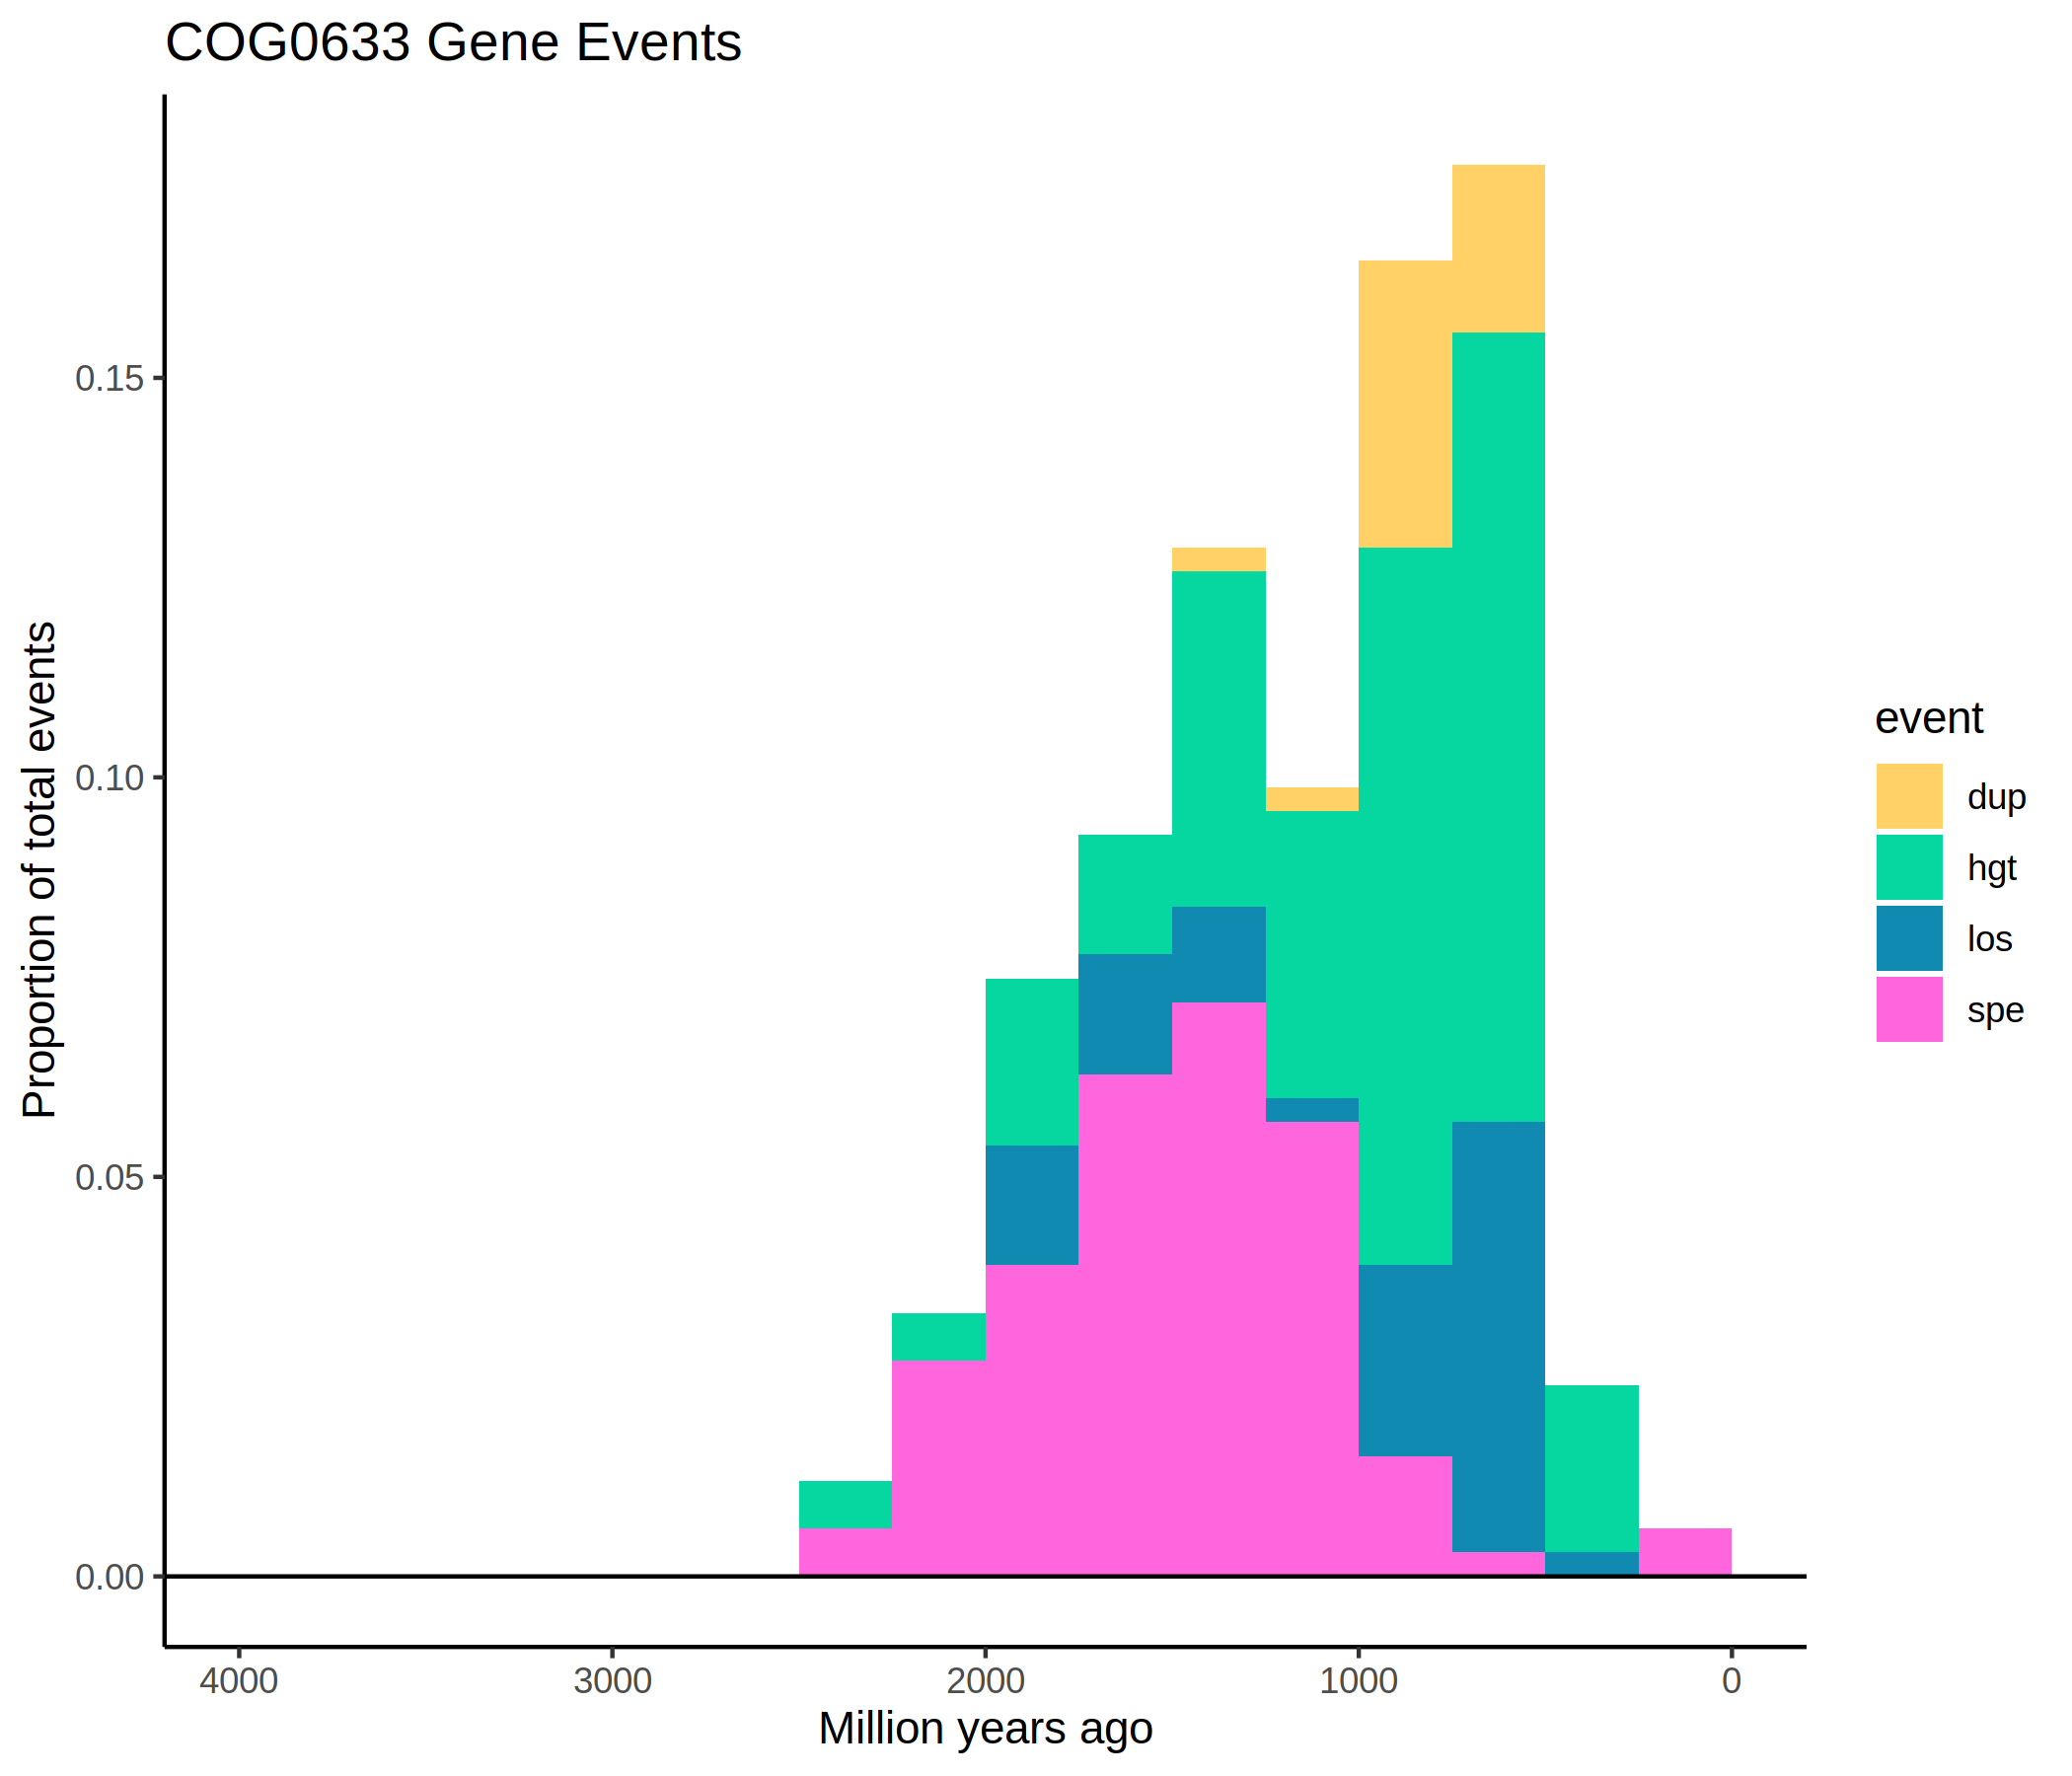 COG0633 Gene Events
Proportion of total events
0.15
0.10
0.05
0.00
4000 3000 2000 1000 0
Million years ago
event
dup
hgt
los
spe